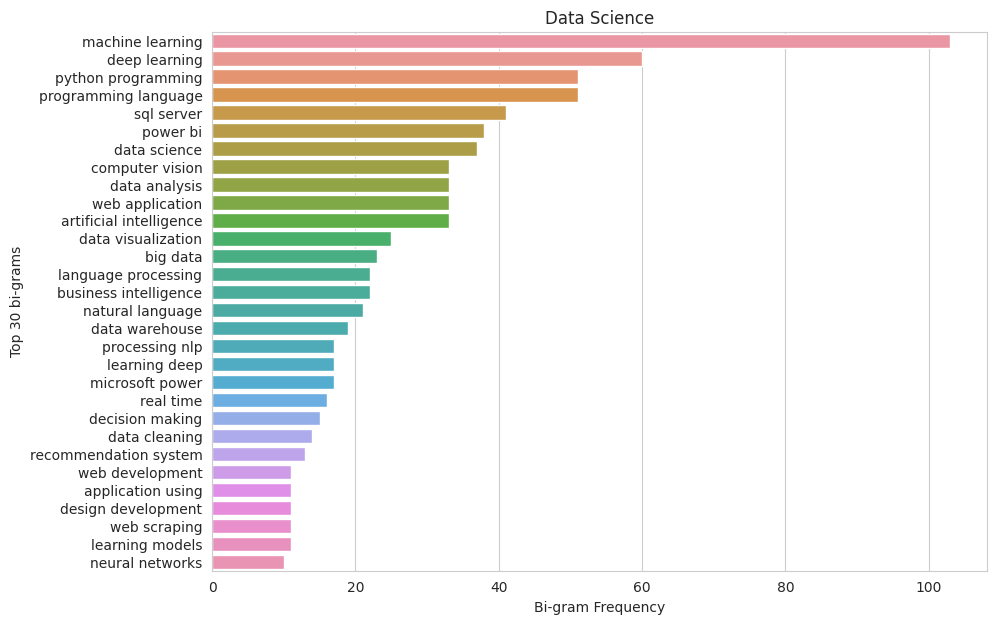 Data Science
Top 30 bi-grams
machine learning
deep learning
python programming
programming language
sql server
power bi
data science
computer vision
data analysis
web application
artificial intelligence
data visualization
big data
language processing
business intelligence
natural language
data warehouse
processing nlp
learning deep
microsoft power
real time
decision making
data cleaning
recommendation system
web development
application using
design development
web scraping
learning models
neural networks
0 20 40 60 80 100
Bi-gram Frequency